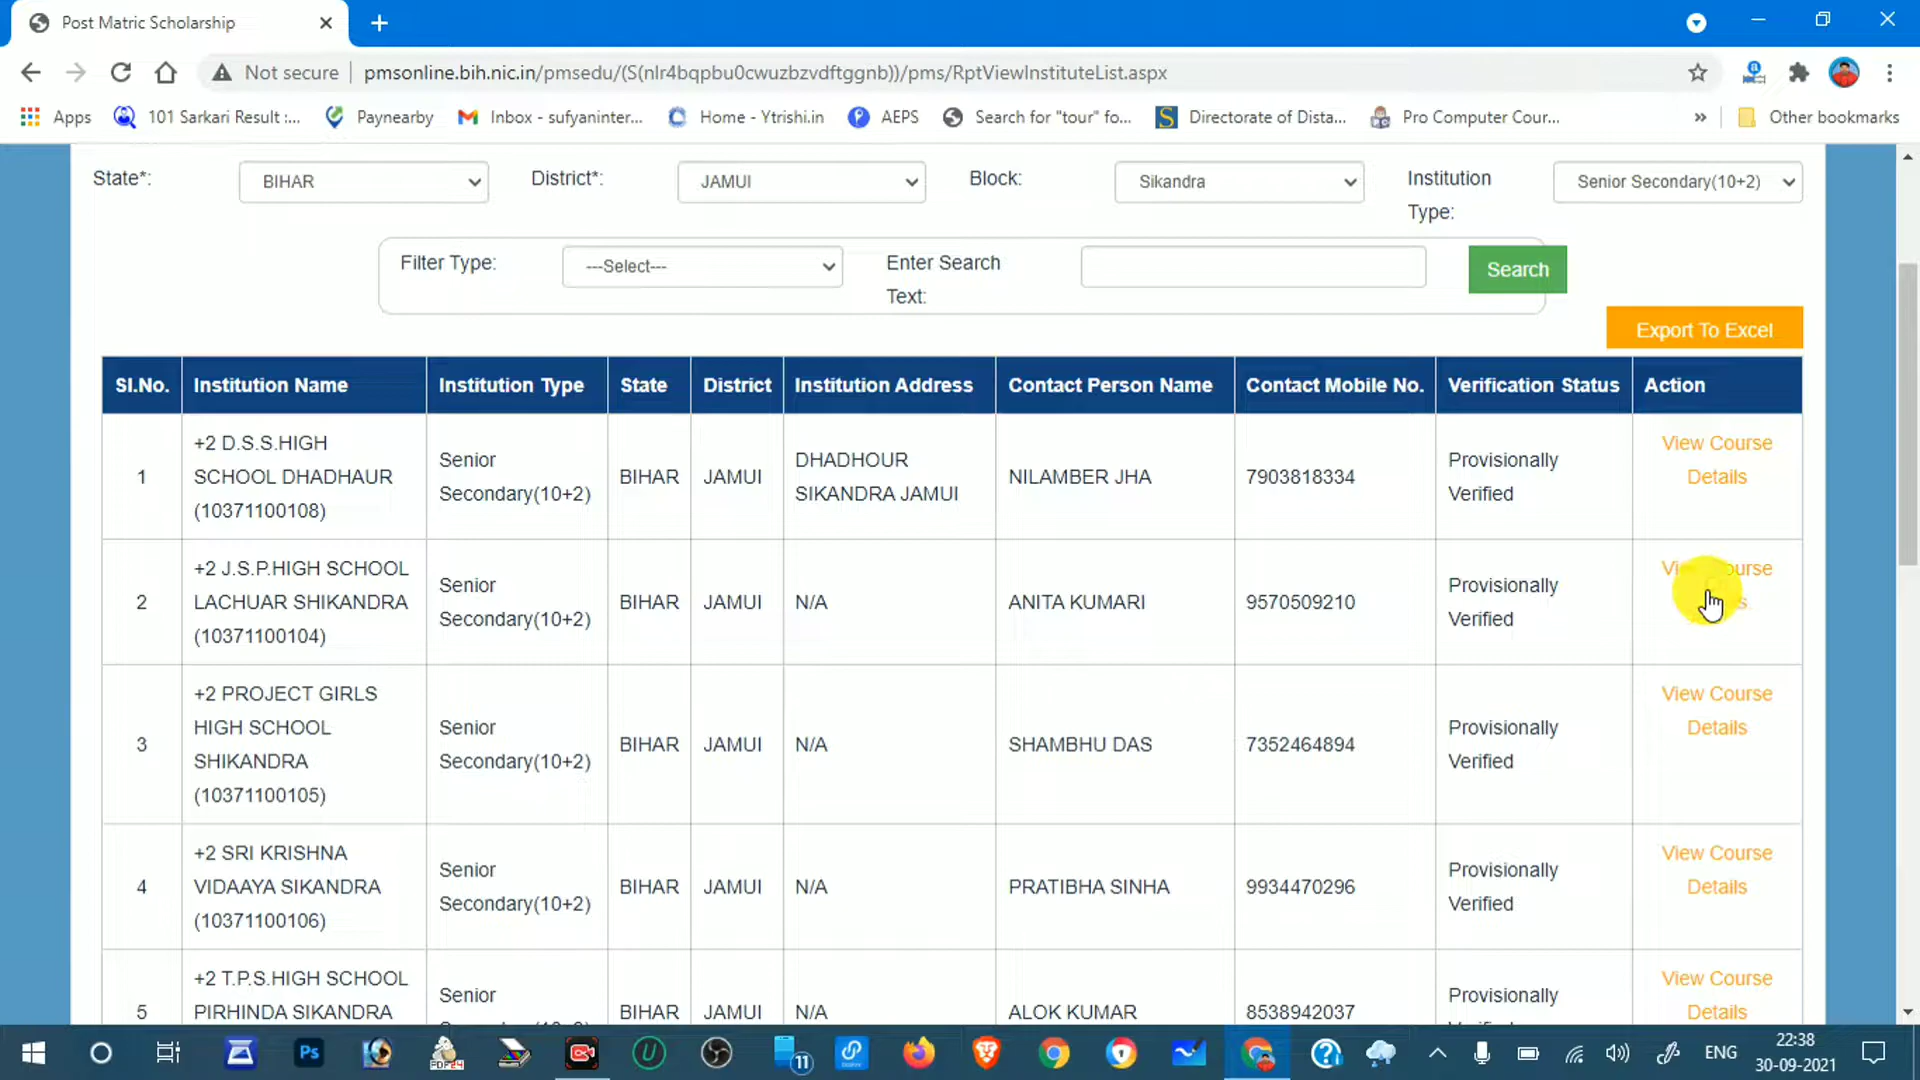 Post Matric Scholarship
Not secure
pmsonline.bih.nic.in/pmsedu/(S(nlr4bqpbu0cwuzbzvdftggnb))/pms/RptViewInstituteList.aspx
Apps
101 Sarkari Result :...
Paynearby
Inbox - sufyaninter...
Home - Ytrishi.in
AEPS
Search for "tour" fo...
Directorate of Dista...
Pro Computer Cour...
»
Other bookmarks
State*:
BIHAR
District*:
JAMUI
Block:
Sikandra
Institution
Type:
Senior Secondary(10+2)
Filter Type:
---Select---
Enter Search
Text:
Search
Export To Excel
Sl.No.
Institution Name
Institution Type
State
District
Institution Address
Contact Person Name
Contact Mobile No.
Verification Status
Action
1
+2 D.S.S.HIGH
SCHOOL DHADHAUR
(10371100108)
Senior
Secondary(10+2)
BIHAR
JAMUI
DHADHOUR
SIKANDRA JAMUI
NILAMBER JHA
7903818334
Provisionally
Verified
View Course
Details
2
+2 J.S.P.HIGH SCHOOL
LACHUAR SHIKANDRA
(10371100104)
Senior
Secondary(10+2)
BIHAR
JAMUI
N/A
ANITA KUMARI
9570509210
Provisionally
Verified
3
+2 PROJECT GIRLS
HIGH SCHOOL
SHIKANDRA
(10371100105)
Senior
Secondary(10+2)
BIHAR
JAMUI
N/A
SHAMBHU DAS
7352464894
Provisionally
Verified
View Course
Details
4
+2 SRI KRISHNA
VIDAAYA SIKANDRA
(10371100106)
Senior
Secondary(10+2)
BIHAR
JAMUI
N/A
PRATIBHA SINHA
9934470296
Provisionally
Verified
View Course
Details
5
+2 T.P.S.HIGH SCHOOL
PIRHINDA SIKANDRA
Senior
BIHAR
JAMUI
N/A
ALOK KUMAR
8538942037
Provisionally
View Course
Details
Ps
PDF24
11
ENG
22:38
30-09-2021